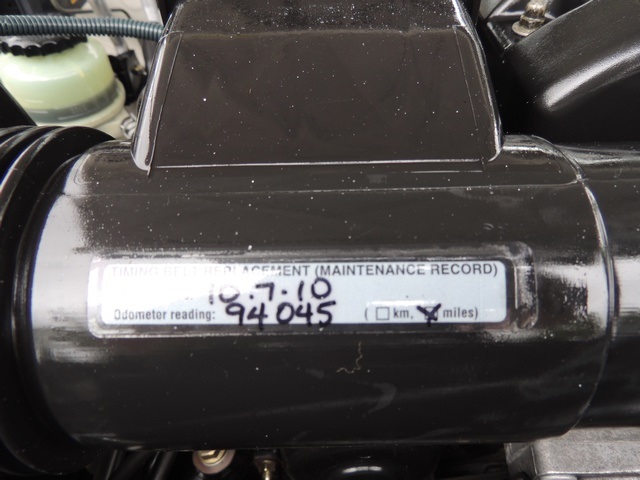 TIMING BELT REPLACEMENT (MAINTENANCE RECORD)
10.7.10
Odometer reading: 94045 (☐ km, X miles)